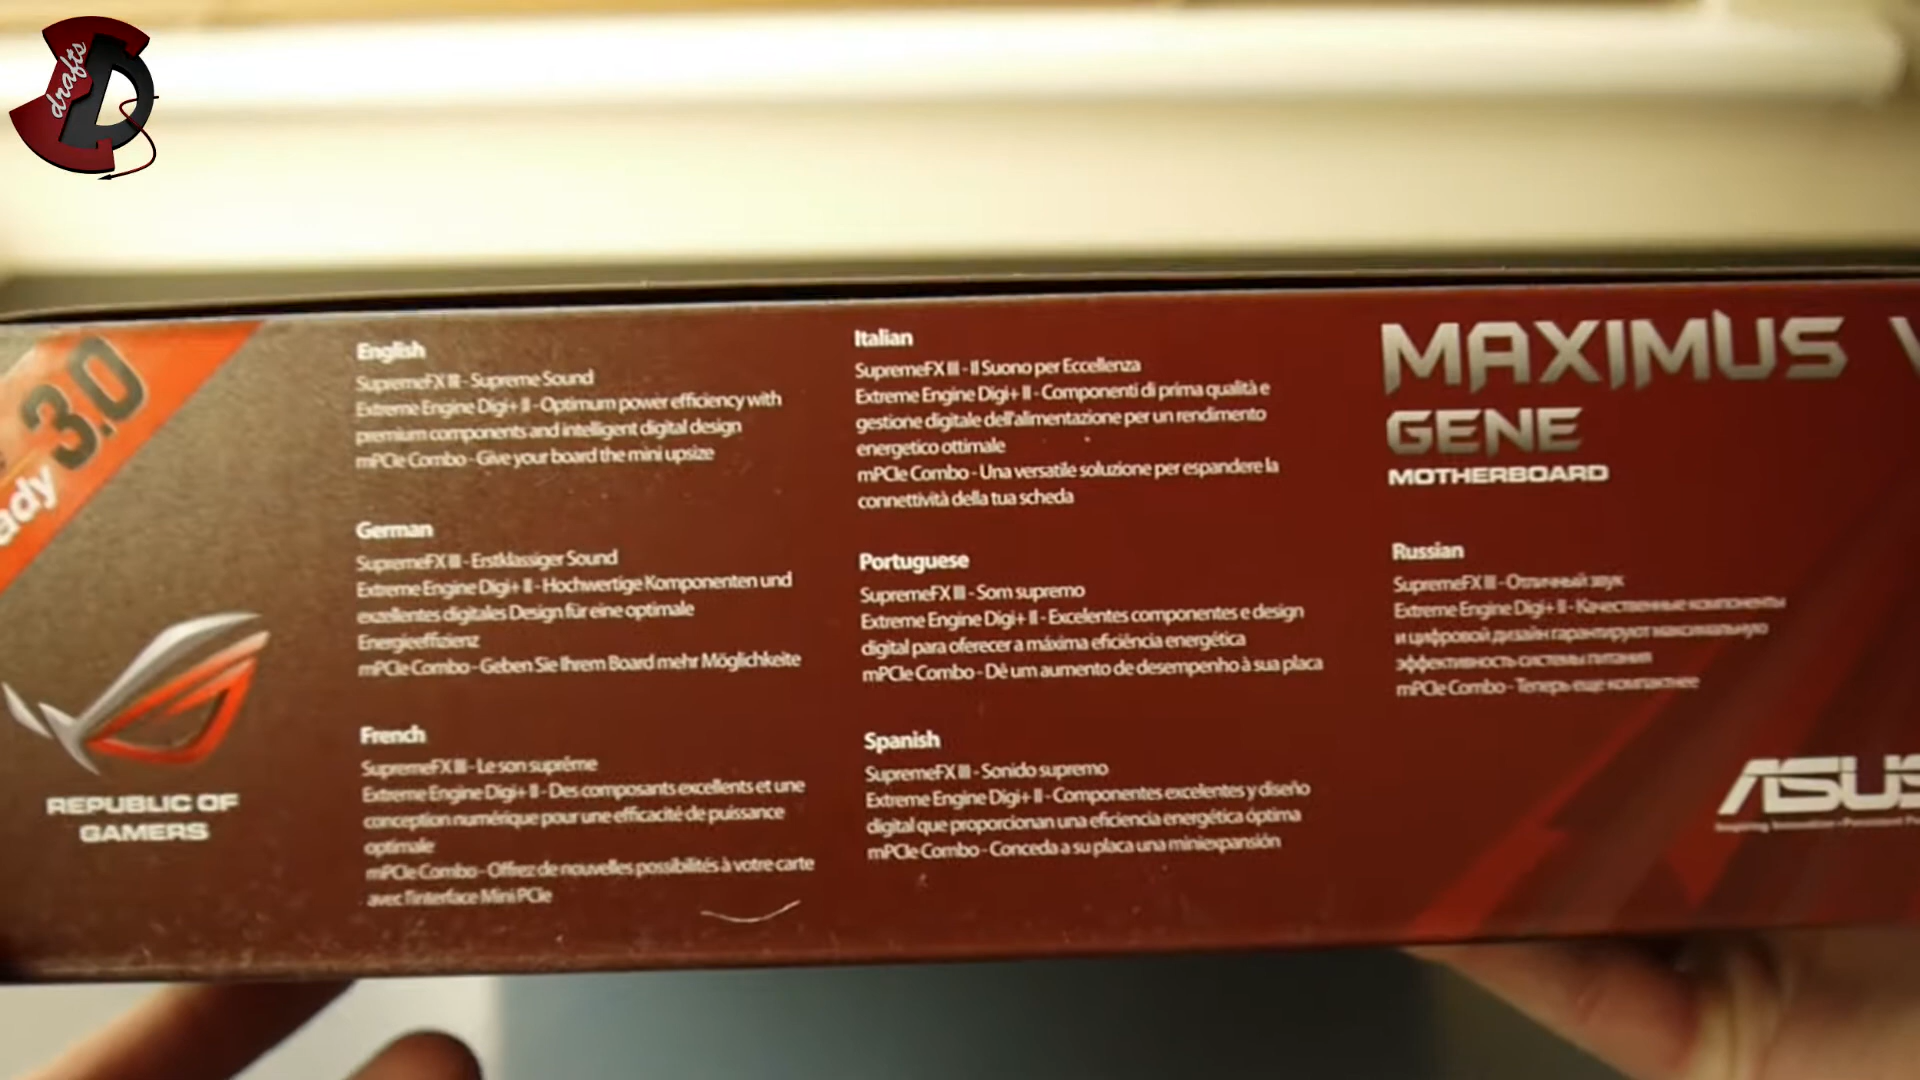 drafts
3.0
ady
REPUBLIC OF
GAMERS
English
SupremeFX III - Supreme Sound
Extreme Engine Digi+ II - Optimum power efficiency with
premium components and intelligent digital design
mPCIe Combo - Give your board the mini upsize
German
SupremeFX III - Erstklassiger Sound
Extreme Engine Digi+ II - Hochwertige Komponenten und
exzellentes digitales Design für eine optimale
Energieeffizienz
mPCIe Combo - Geben Sie Ihrem Board mehr Möglichkeite
French
SupremeFX III - Le son suprême
Extreme Engine Digi+ II - Des composants excellents et une
conception numérique pour une efficacité de puissance
optimale
mPCIe Combo - Offrez de nouvelles possibilités à votre carte
avec l'interface Mini PCIe
Italian
SupremeFX III - Il Suono per Eccellenza
Extreme Engine Digi+ II - Componenti di prima qualità e
gestione digitale dell'alimentazione per un rendimento
energetico ottimale
mPCIe Combo - Una versatile soluzione per espandere la
connettività della tua scheda
Portuguese
SupremeFX III - Som supremo
Extreme Engine Digi+ II - Excelentes componentes e design
digital para oferecer a máxima eficiência energética
mPCIe Combo - Dê um aumento de desempenho à sua placa
Spanish
SupremeFX III - Sonido supremo
Extreme Engine Digi+ II - Componentes excelentes y diseño
digital que proporcionan una eficiencia energética óptima
mPCIe Combo - Conceda a su placa una miniexpansión
MAXIMUS V
GENE
MOTHERBOARD
Russian
SupremeFX III - Отличный звук
Extreme Engine Digi+ II - Качественные компоненты
и цифровой дизайн гарантируют максимальную
эффективность системы питания
mPCIe Combo - Теперь еще компактнее
ASUS